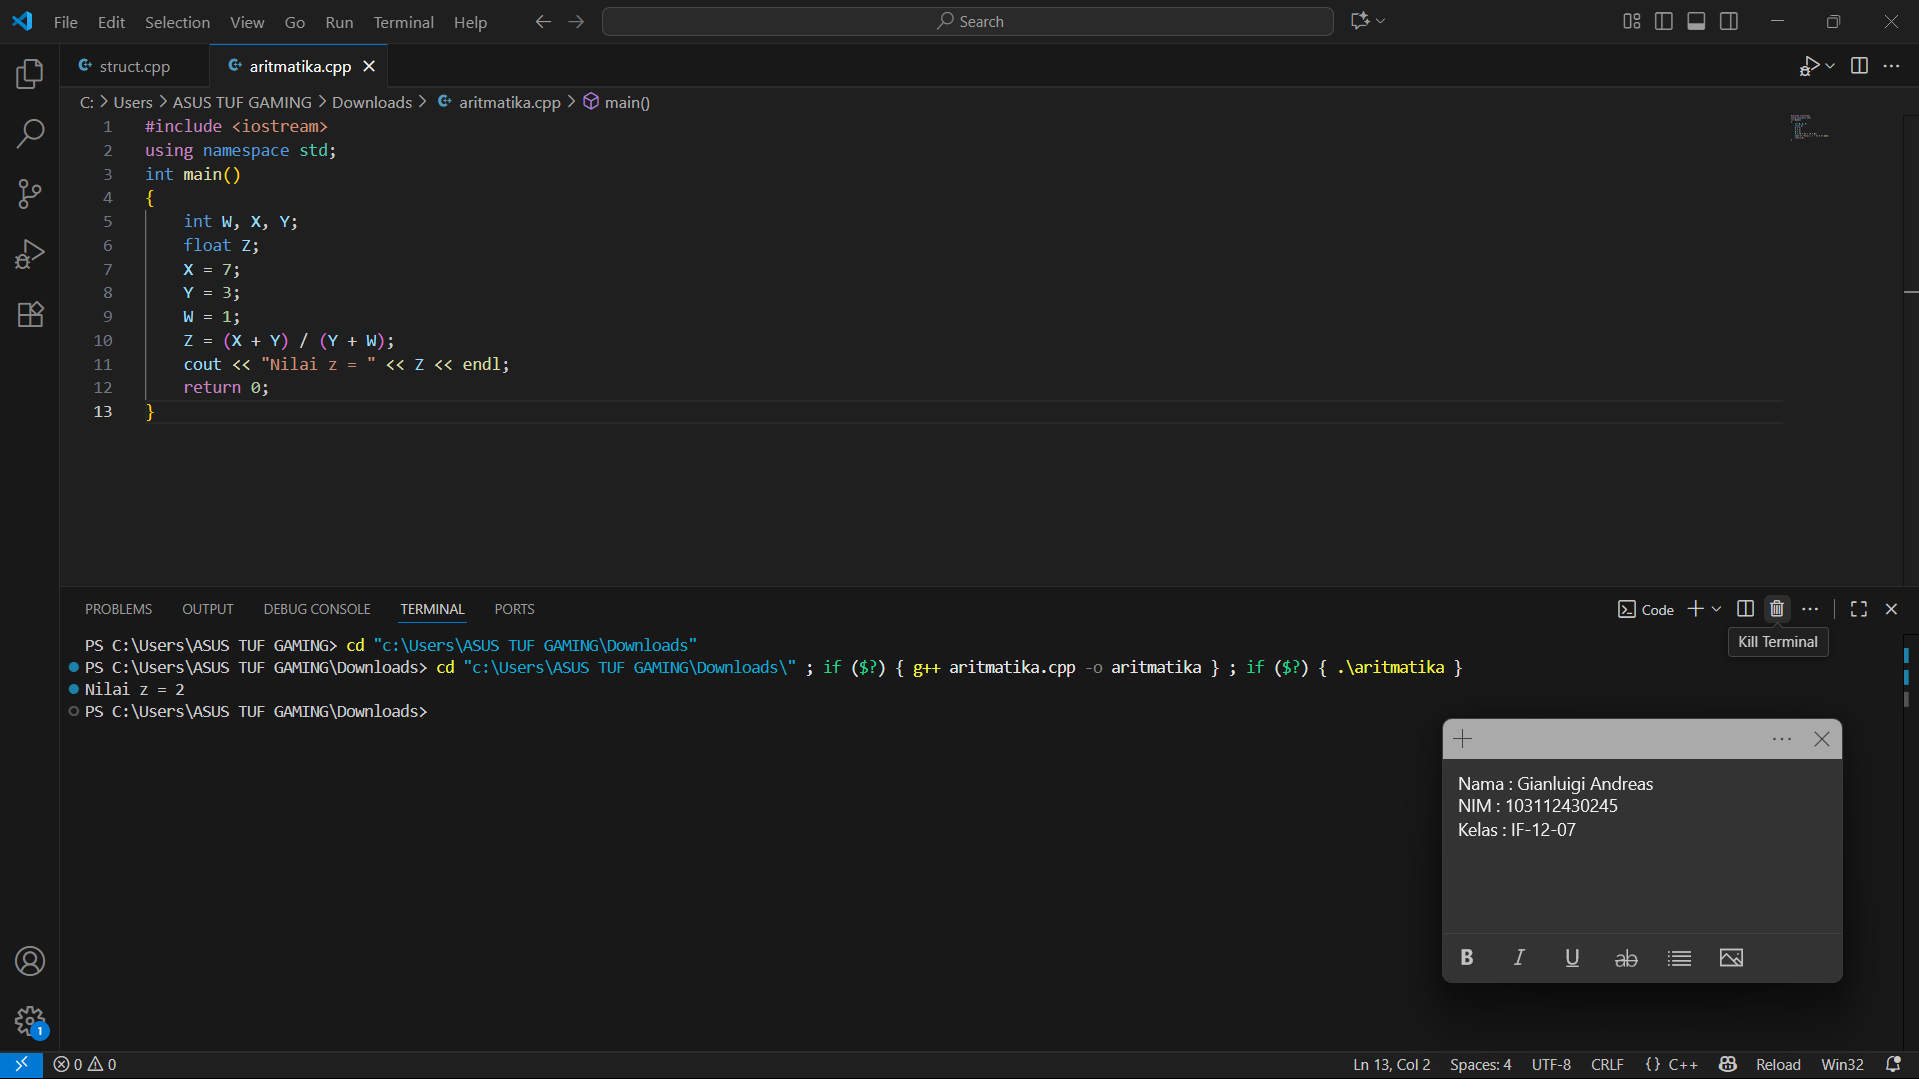 File Edit Selection View Go Run Terminal Help
Search
struct.cpp
aritmatika.cpp
C: > Users > ASUS TUF GAMING > Downloads > aritmatika.cpp > main()
1 #include <iostream>
2 using namespace std;
3 int main()
4 {
5 int W, X, Y;
6 float Z;
7 X = 7;
8 Y = 3;
9 W = 1;
10 Z = (X + Y) / (Y + W);
11 cout << "Nilai z = " << Z << endl;
12 return 0;
13 }
PROBLEMS OUTPUT DEBUG CONSOLE TERMINAL PORTS
Code
Kill Terminal
PS C:\Users\ASUS TUF GAMING> cd "c:\Users\ASUS TUF GAMING\Downloads"
PS C:\Users\ASUS TUF GAMING\Downloads> cd "c:\Users\ASUS TUF GAMING\Downloads\" ; if ($?) { g++ aritmatika.cpp -o aritmatika } ; if ($?) { .\aritmatika }
Nilai z = 2
PS C:\Users\ASUS TUF GAMING\Downloads>
Nama : Gianluigi Andreas
NIM : 103112430245
Kelas : IF-12-07
B I U ab
1
0 0
Ln 13, Col 2 Spaces: 4 UTF-8 CRLF {} C++ Reload Win32